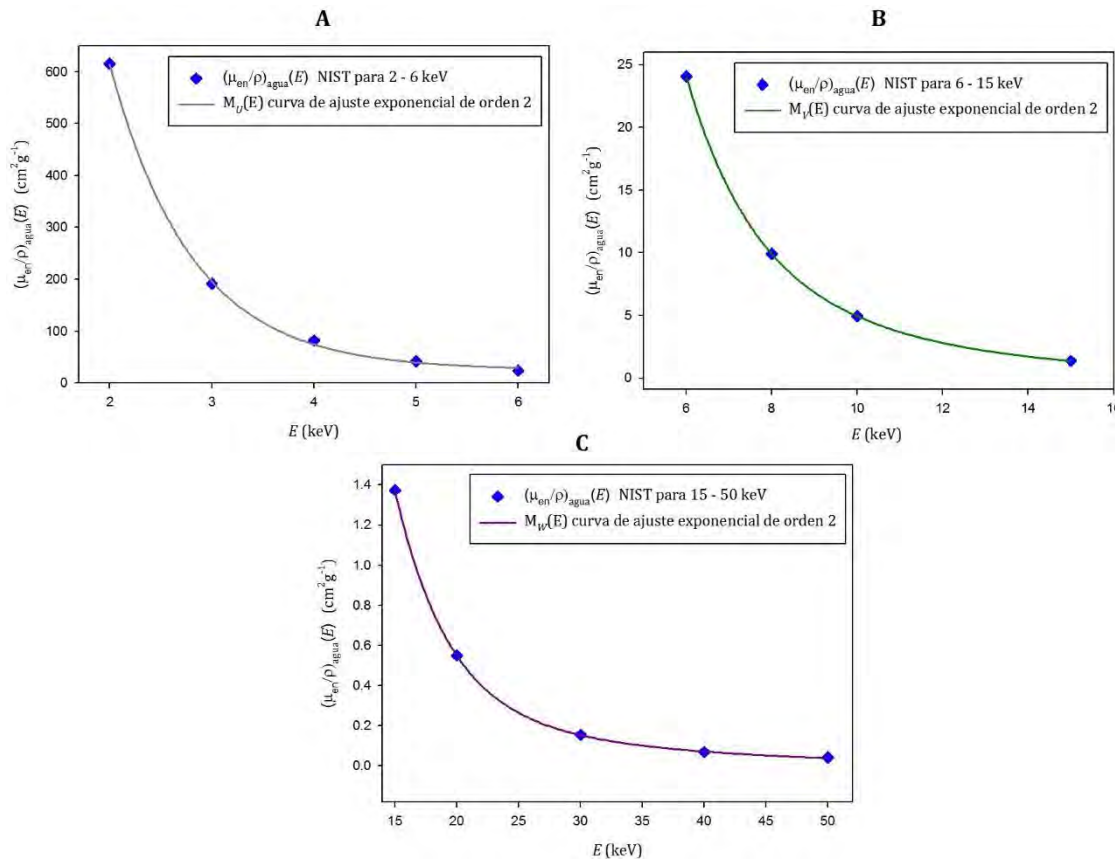 A
(μen/ρ)agua(E) NIST para 2 - 6 keV
MU(E) curva de ajuste exponencial de orden 2
(μen/ρ)agua(E) (cm²g⁻¹)
600
500
400
300
200
100
0
2 3 4 5 6
E (keV)
B
(μen/ρ)agua(E) NIST para 6 - 15 keV
MV(E) curva de ajuste exponencial de orden 2
(μen/ρ)agua(E) (cm²g⁻¹)
25
20
15
10
5
0
6 8 10 12 14 16
E (keV)
C
(μen/ρ)agua(E) NIST para 15 - 50 keV
MW(E) curva de ajuste exponencial de orden 2
(μen/ρ)agua(E) (cm²g⁻¹)
1.4
1.2
1.0
0.8
0.6
0.4
0.2
0.0
15 20 25 30 35 40 45 50
E (keV)